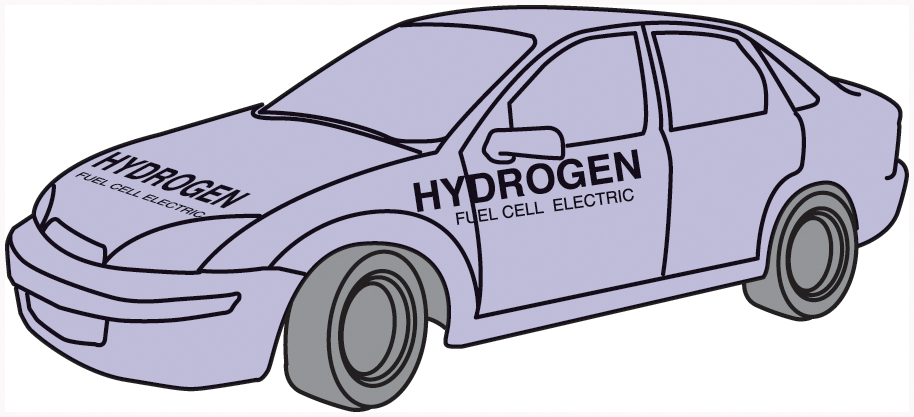 HYDROGEN
FUEL CELL ELECTRIC
HYDROGEN
FUEL CELL ELECTRIC